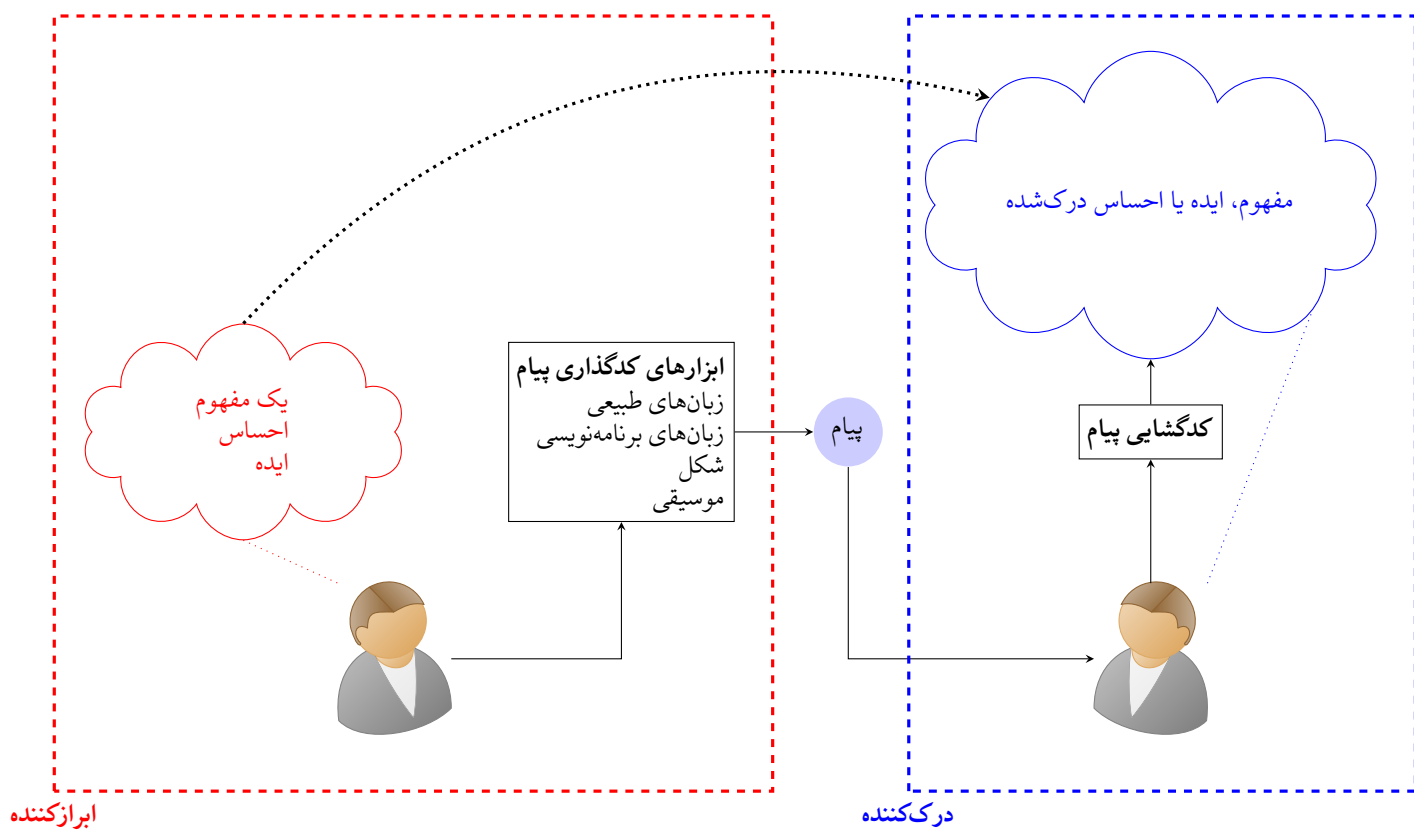 مفهوم، ایده یا احساس درک‌شده
ابزارهای کدگذاری پیام
زبان‌های طبیعی
زبان‌های برنامه‌نویسی
شکل
موسیقی
یک مفهوم
احساس
ایده
پیام
کدگشایی پیام
ابرازکننده
درک‌کننده